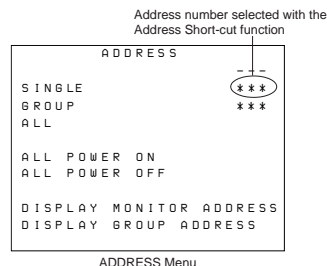 Address number selected with the
Address Short-cut function
ADDRESS
---
SINGLE ***
GROUP ***
ALL
ALL POWER ON
ALL POWER OFF
DISPLAY MONITOR ADDRESS
DISPLAY GROUP ADDRESS
ADDRESS Menu